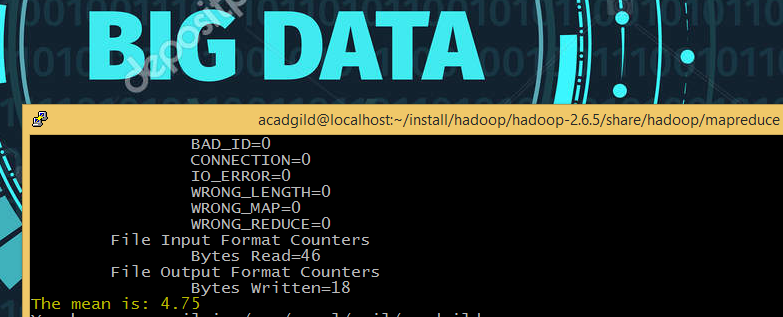 BIG DATA
acadgild@localhost:~/install/hadoop/hadoop-2.6.5/share/hadoop/mapreduce
BAD_ID=0
CONNECTION=0
IO_ERROR=0
WRONG_LENGTH=0
WRONG_MAP=0
WRONG_REDUCE=0
File Input Format Counters
Bytes Read=46
File Output Format Counters
Bytes Written=18
The mean is: 4.75